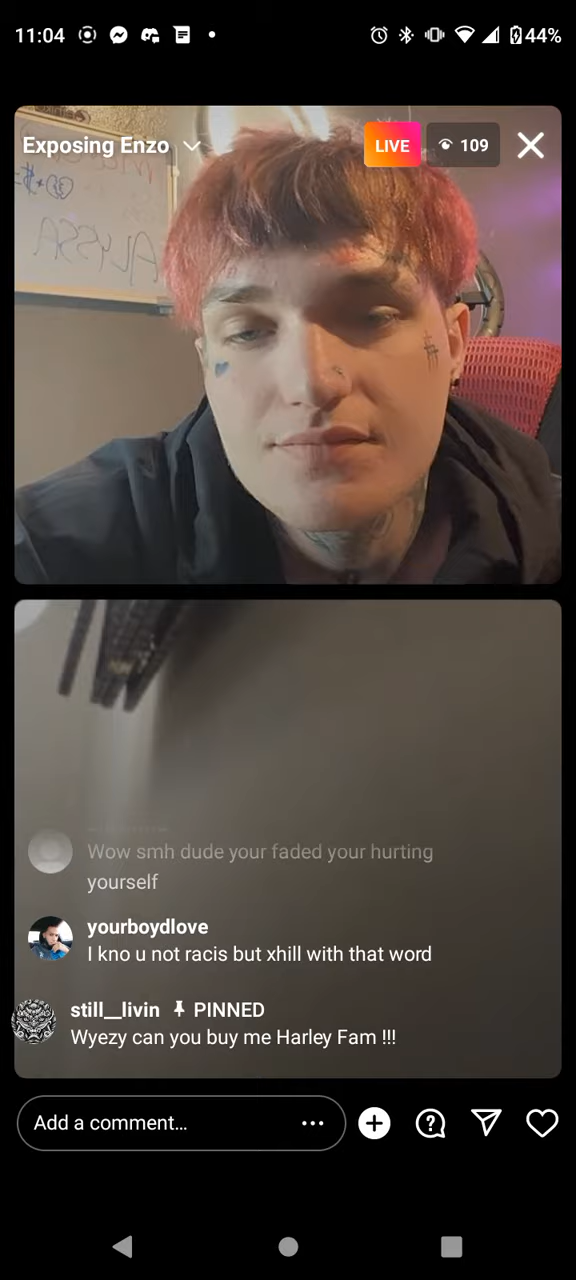 11:04
44%
Exposing Enzo
LIVE
109
ALYSSA
Wow smh dude your faded your hurting
yourself
yourboydlove
I kno u not racis but xhill with that word
still__livin PINNED
Wyezy can you buy me Harley Fam !!!
Add a comment…